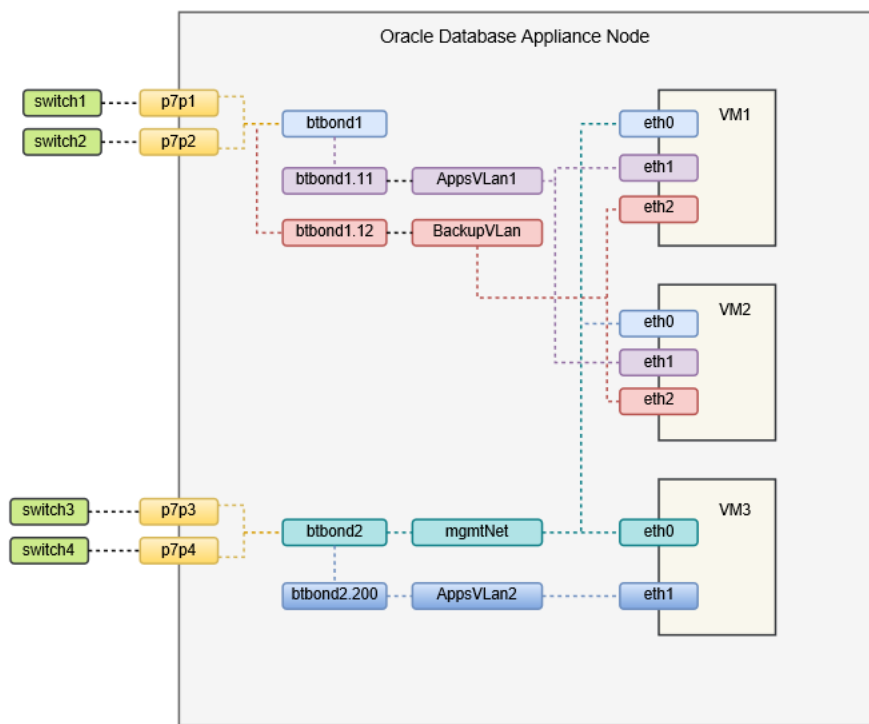 Oracle Database Appliance Node
switch1
p7p1
switch2
p7p2
btbond1
btbond1.11
AppsVLan1
btbond1.12
BackupVLan
eth0
VM1
eth1
eth2
eth0
VM2
eth1
eth2
switch3
p7p3
switch4
p7p4
btbond2
mgmtNet
eth0
VM3
btbond2.200
AppsVLan2
eth1